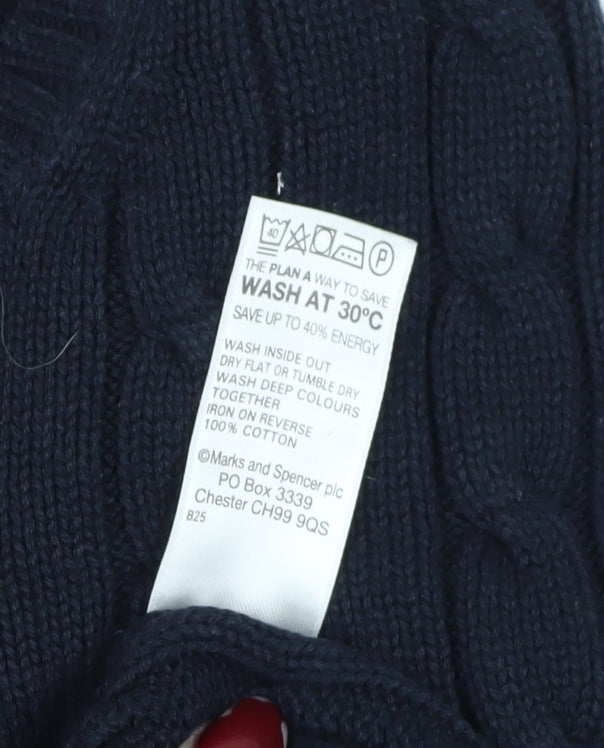 40 P
THE PLAN A WAY TO SAVE
WASH AT 30ºC
SAVE UP TO 40% ENERGY
WASH INSIDE OUT
DRY FLAT OR TUMBLE DRY
WASH DEEP COLOURS
TOGETHER
IRON ON REVERSE
100% COTTON
©Marks and Spencer plc
PO Box 3339
Chester CH99 9QS
B25